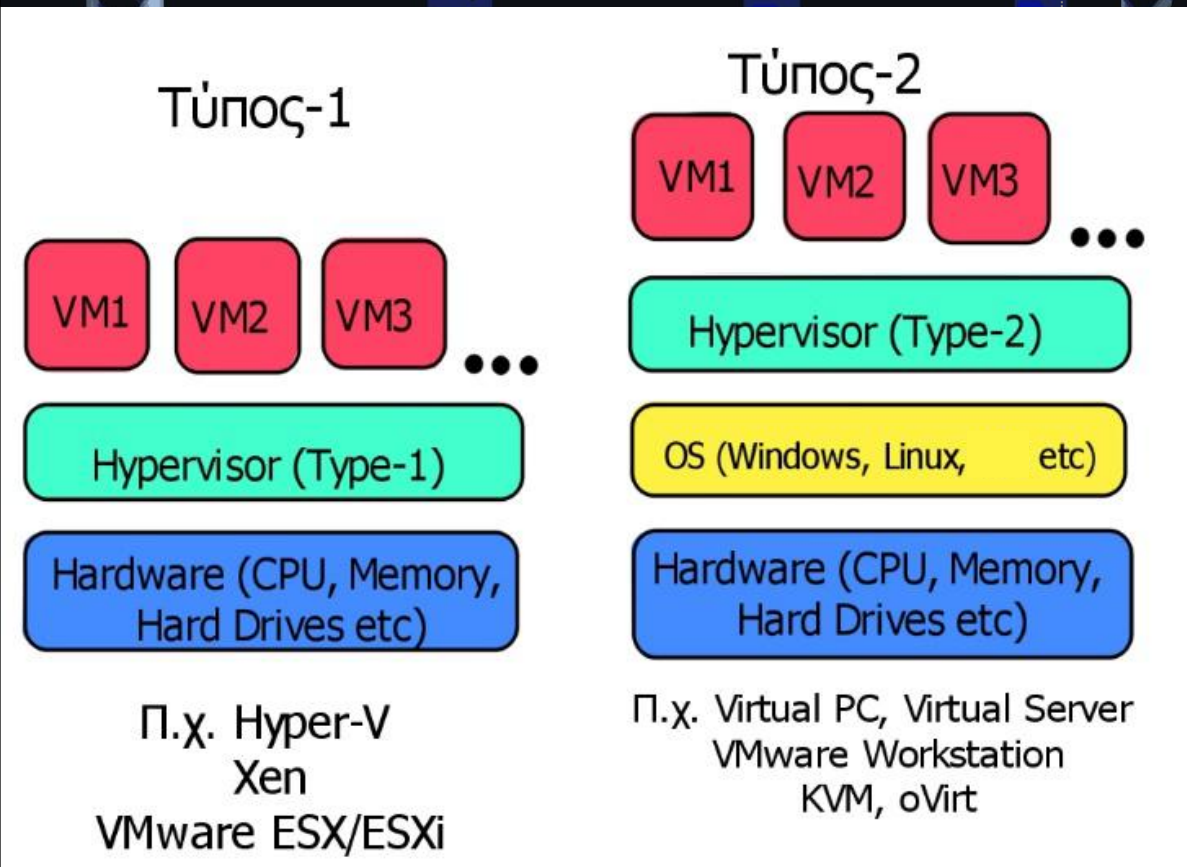 Τύπος-1
VM1 VM2 VM3 ...
Hypervisor (Type-1)
Hardware (CPU, Memory,
Hard Drives etc)
Π.χ. Hyper-V
Xen
VMware ESX/ESXi
Τύπος-2
VM1 VM2 VM3 ...
Hypervisor (Type-2)
OS (Windows, Linux, etc)
Hardware (CPU, Memory,
Hard Drives etc)
Π.χ. Virtual PC, Virtual Server
VMware Workstation
KVM, oVirt